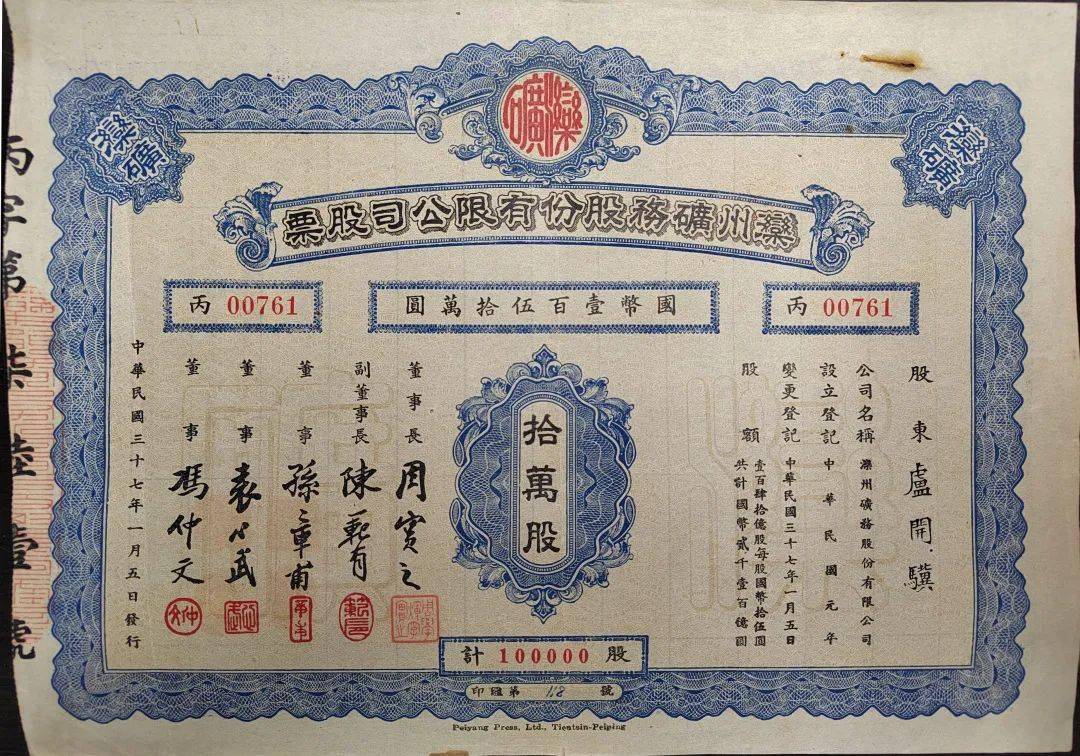 灤礦
灤礦
灤礦
灤州礦務股份有限公司股票
丙 00761
國幣壹百伍拾萬圓
丙 00761
股東盧開驥
公司名稱 灤州礦務股份有限公司
設立登記 中華民國元年
變更登記 中華民國三十七年一月五日
股額 壹百肆拾億股每股國幣拾伍圓
共計國幣貳千壹百億圓
拾萬股
董事長 周實之
副董事長 陳範有
董事 孫章甫
董事 袁心武
董事 馮仲文
中華民國三十七年一月五日發行
計 100000 股
印鑑第 118 號
Peiyang Press, Ltd., Tientsin-Peiping
丙字第柒陸壹號